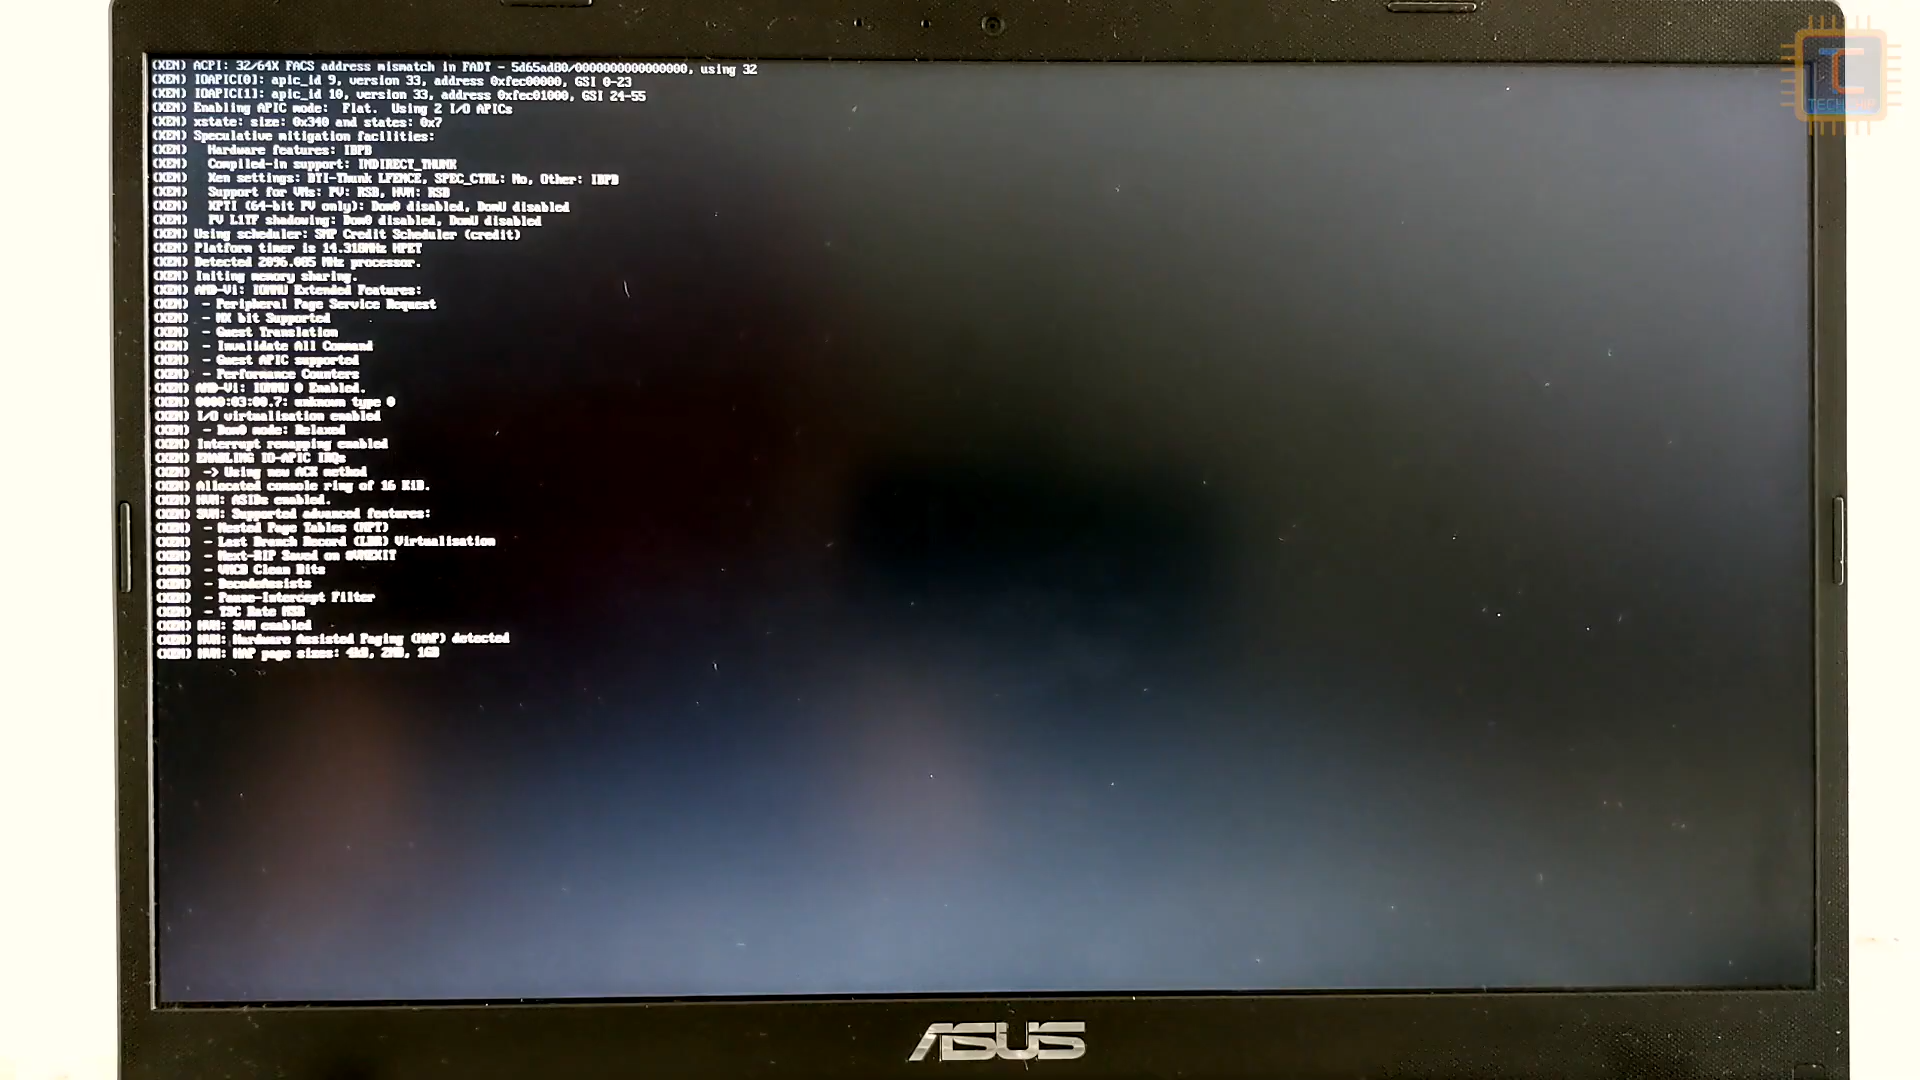 (XEN) ACPI: 32/64X FACS address mismatch in FADT - 5d65ad80/0000000000000000, using 32
(XEN) IOAPIC[0]: apic_id 9, version 33, address 0xfec00000, GSI 0-23
(XEN) IOAPIC[1]: apic_id 10, version 33, address 0xfec01000, GSI 24-55
(XEN) Enabling APIC mode:  Flat.  Using 2 I/O APICs
(XEN) xstate: size: 0x340 and states: 0x7
(XEN) Speculative mitigation facilities:
(XEN)   Hardware features: IBPB
(XEN)   Compiled-in support: INDIRECT_THUNK
(XEN)   Xen settings: BTI-Thunk LFENCE, SPEC_CTRL: No, Other: IBPB
(XEN)   Support for VMs: PV: RSB, HVM: RSB
(XEN)   XPTI (64-bit PV only): Dom0 disabled, DomU disabled
(XEN)   PV L1TF shadowing: Dom0 disabled, DomU disabled
(XEN) Using scheduler: SMP Credit Scheduler (credit)
(XEN) Platform timer is 14.318MHz HPET
(XEN) Detected 2096.085 MHz processor.
(XEN) Initing memory sharing.
(XEN) AMD-Vi: IOMMU Extended Features:
(XEN)  - Peripheral Page Service Request
(XEN)  - NX bit Supported
(XEN)  - Guest Translation
(XEN)  - Invalidate All Command
(XEN)  - Guest APIC supported
(XEN)  - Performance Counters
(XEN) AMD-Vi: IOMMU 0 Enabled.
(XEN) 0000:03:00.7: unknown type 0
(XEN) I/O virtualisation enabled
(XEN)  - Dom0 mode: Relaxed
(XEN) Interrupt remapping enabled
(XEN) ENABLING IO-APIC IRQs
(XEN)  -> Using new ACK method
(XEN) Allocated console ring of 16 KiB.
(XEN) HVM: ASIDs enabled.
(XEN) SVM: Supported advanced features:
(XEN)  - Nested Page Tables (NPT)
(XEN)  - Last Branch Record (LBR) Virtualisation
(XEN)  - Next-RIP Saved on #VMEXIT
(XEN)  - VMCB Clean Bits
(XEN)  - DecodeAssists
(XEN)  - Pause-Intercept Filter
(XEN)  - TSC Rate MSR
(XEN) HVM: SVM enabled
(XEN) HVM: Hardware Assisted Paging (HAP) detected
(XEN) HVM: HAP page sizes: 4kB, 2MB, 1GB
ASUS
TC
TECHCHIP